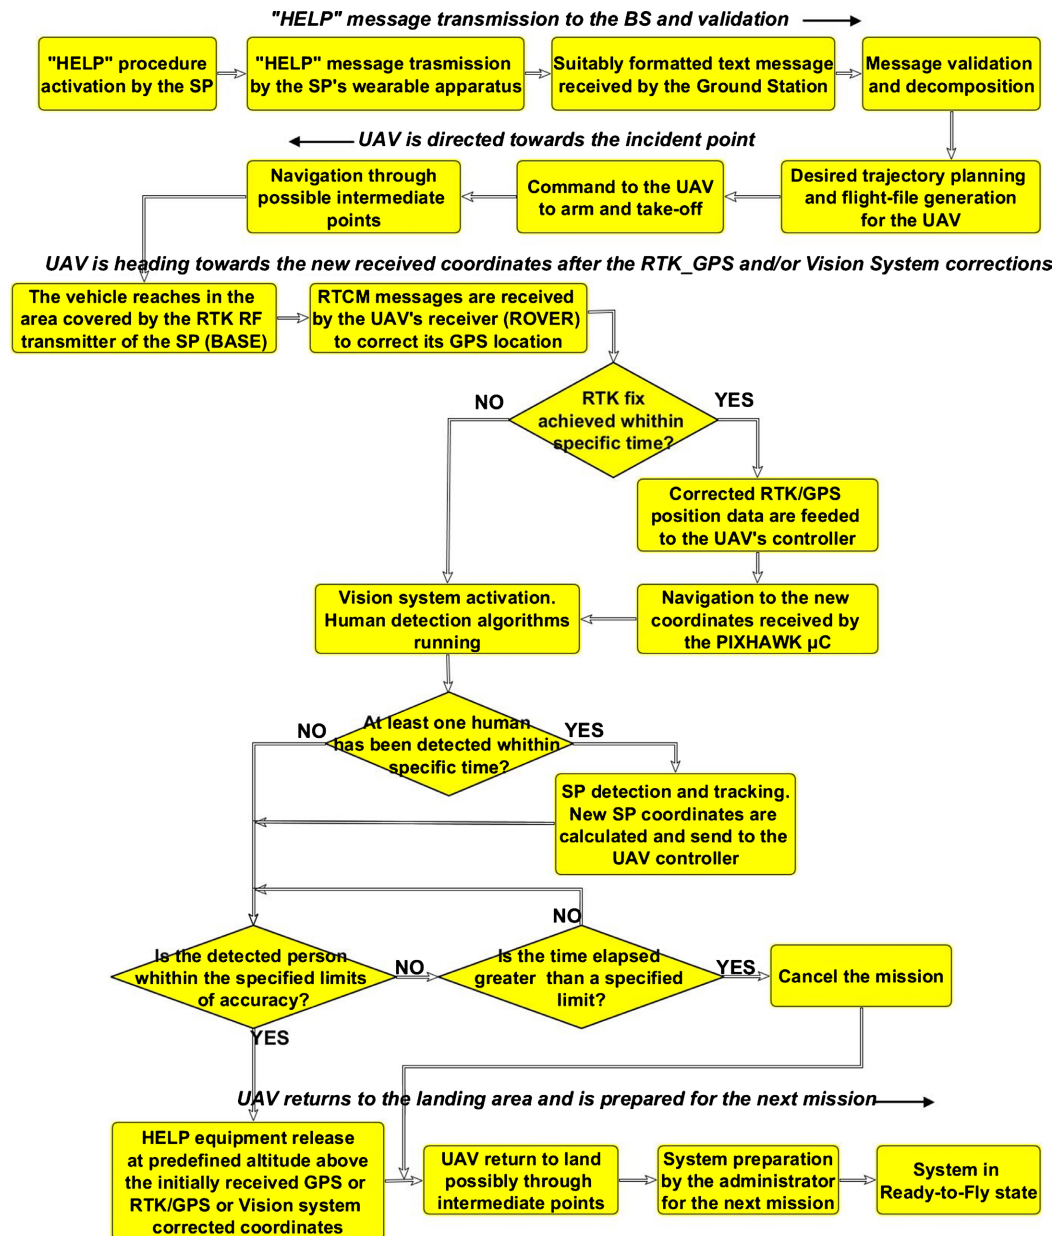 "HELP" message transmission to the BS and validation
"HELP" procedure
activation by the SP
"HELP" message trasmission
by the SP's wearable apparatus
Suitably formatted text message
received by the Ground Station
Message validation
and decomposition
UAV is directed towards the incident point
Navigation through
possible intermediate
points
Command to the UAV
to arm and take-off
Desired trajectory planning
and flight-file generation
for the UAV
UAV is heading towards the new received coordinates after the RTK_GPS and/or Vision System corrections
The vehicle reaches in the
area covered by the RTK RF
transmitter of the SP (BASE)
RTCM messages are received
by the UAV's receiver (ROVER)
to correct its GPS location
NO
RTK fix
achieved whithin
specific time?
YES
Corrected RTK/GPS
position data are feeded
to the UAV's controller
Vision system activation.
Human detection algorithms
running
Navigation to the new
coordinates received by
the PIXHAWK µC
NO
At least one human
has been detected whithin
specific time?
YES
SP detection and tracking.
New SP coordinates are
calculated and send to the
UAV controller
NO
Is the detected person
whithin the specified limits
of accuracy?
NO
Is the time elapsed
greater than a specified
limit?
YES
Cancel the mission
YES
UAV returns to the landing area and is prepared for the next mission
HELP equipment release
at predefined altitude above
the initially received GPS or
RTK/GPS or Vision system
corrected coordinates
UAV return to land
possibly through
intermediate points
System preparation
by the administrator
for the next mission
System in
Ready-to-Fly state